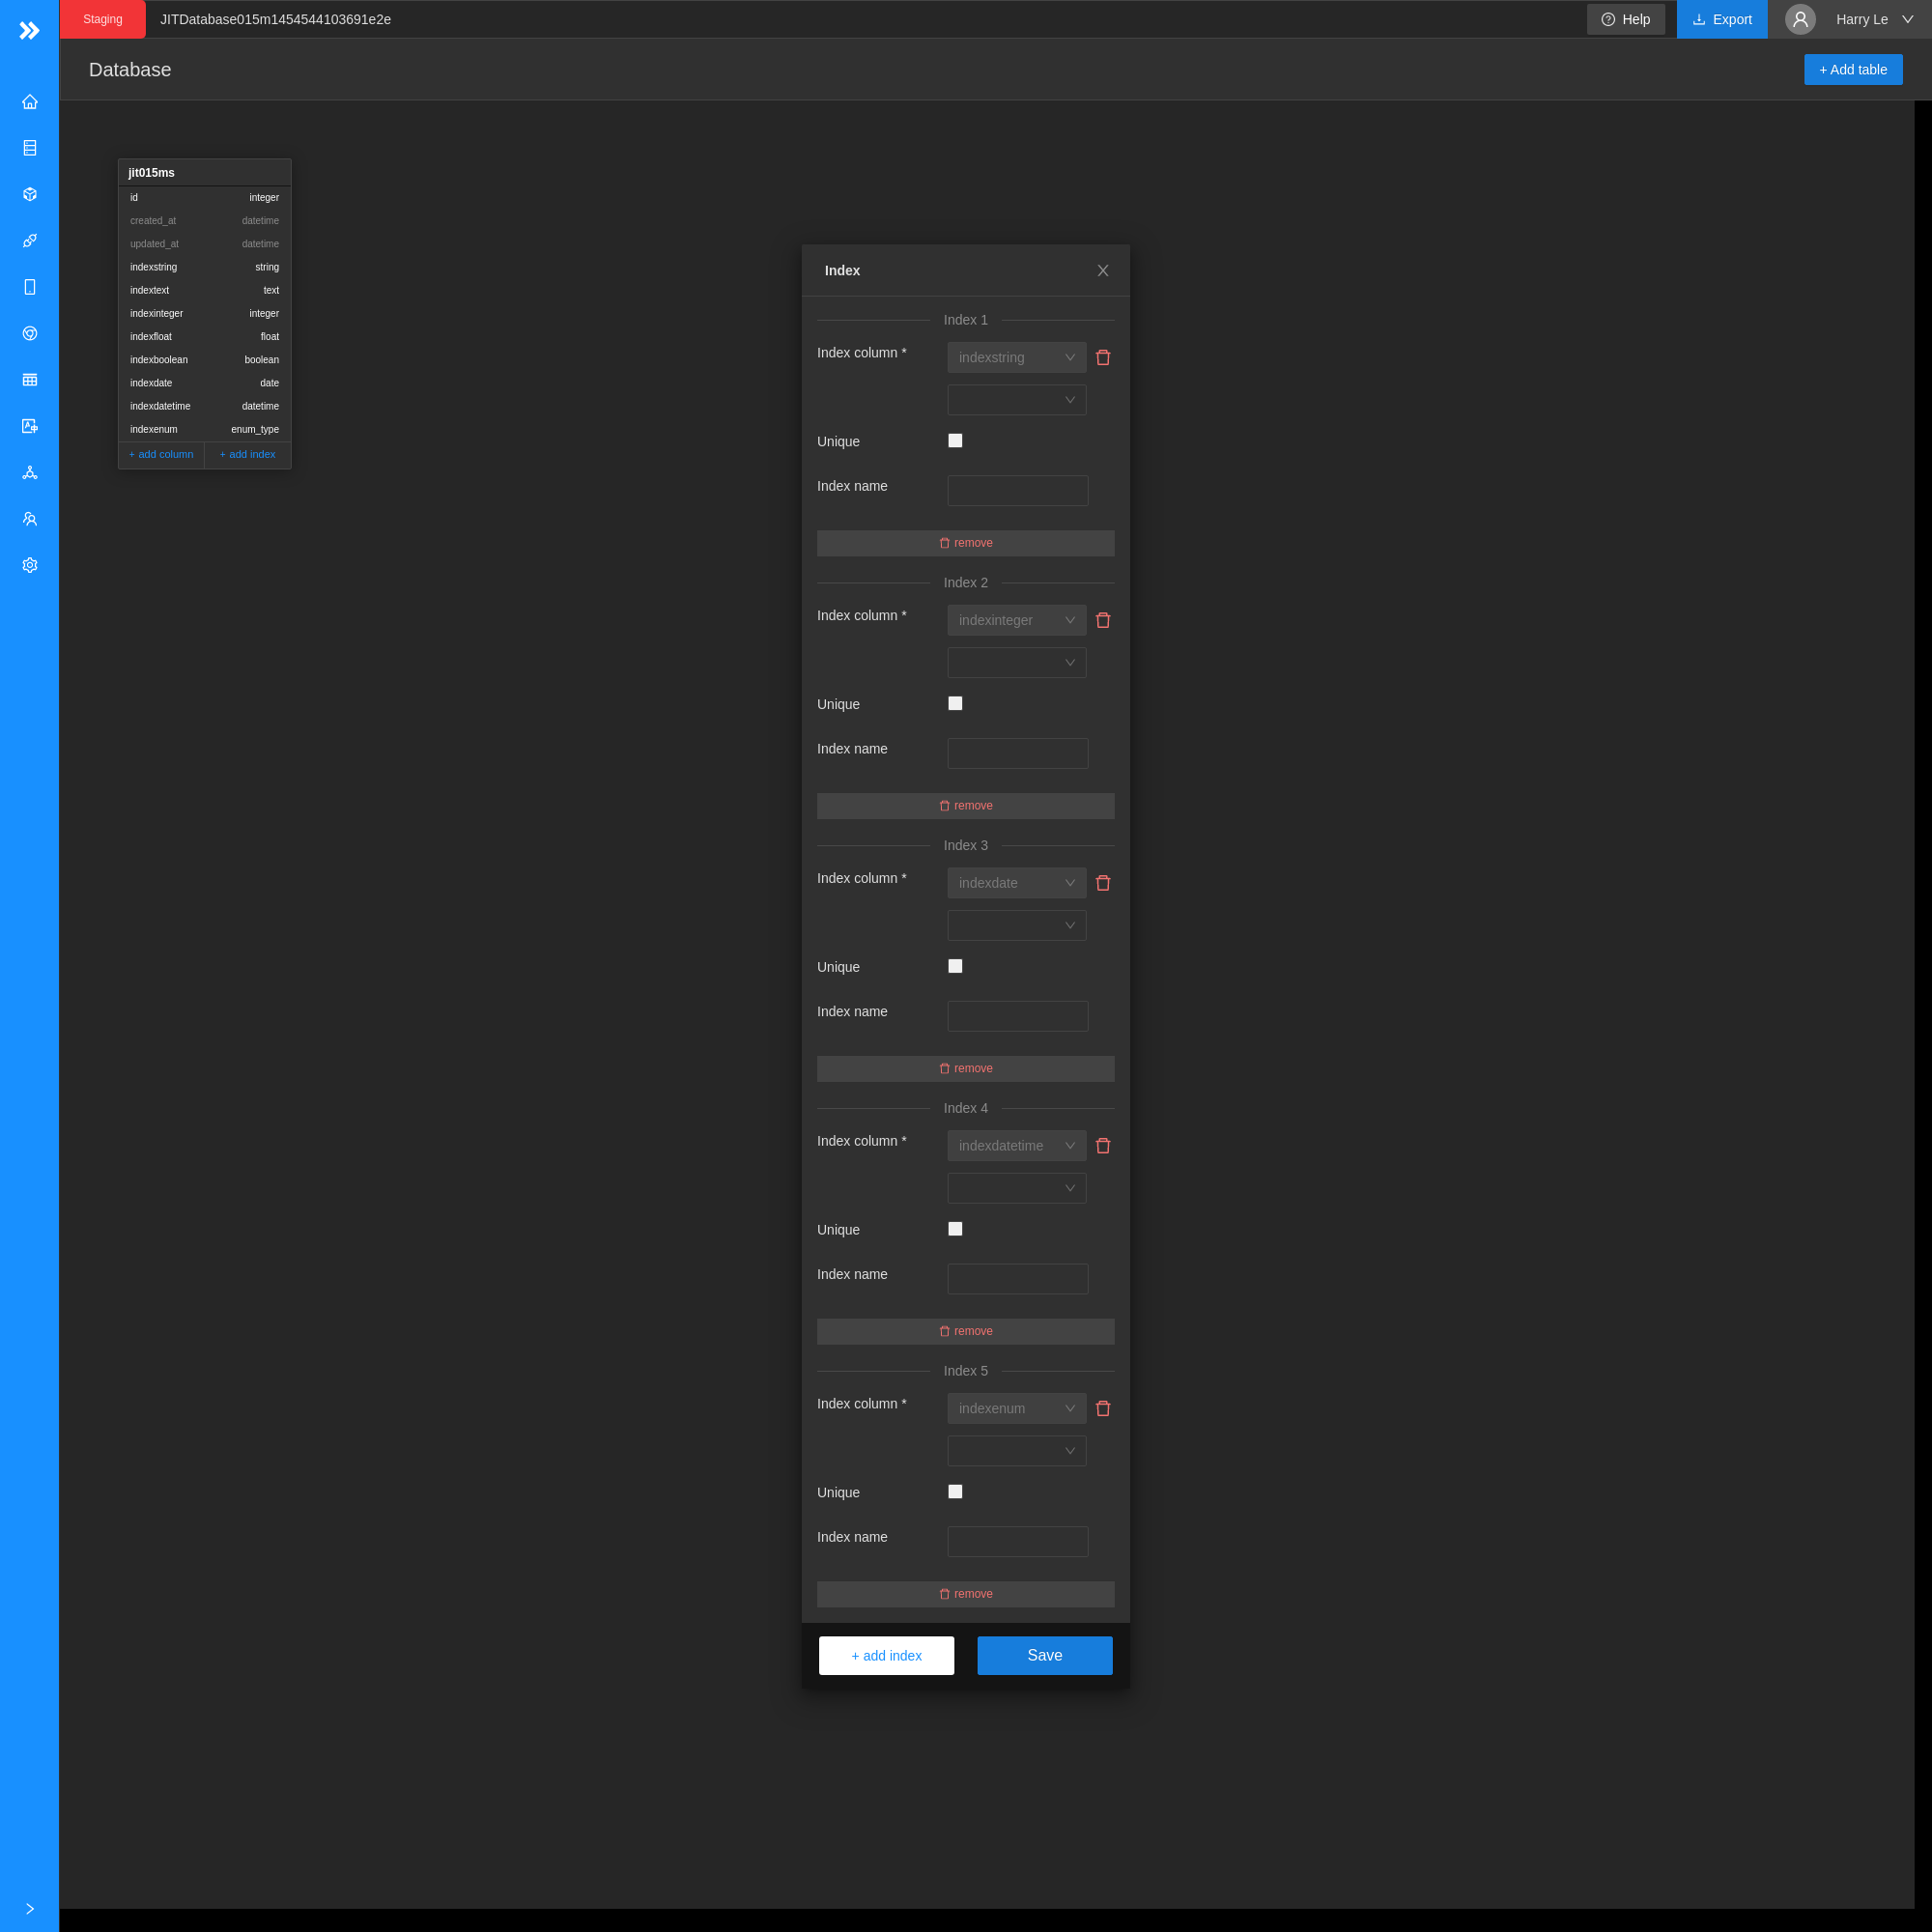 Staging JITDatabase015m1454544103691e2e Help Export Harry Le
Database + Add table
jit015ms
id integer
created_at datetime
updated_at datetime
indexstring string
indextext text
indexinteger integer
indexfloat float
indexboolean boolean
indexdate date
indexdatetime datetime
indexenum enum_type
+ add column + add index
Index
Index 1
Index column * indexstring
Unique
Index name
remove
Index 2
Index column * indexinteger
Unique
Index name
remove
Index 3
Index column * indexdate
Unique
Index name
remove
Index 4
Index column * indexdatetime
Unique
Index name
remove
Index 5
Index column * indexenum
Unique
Index name
remove
+ add index Save